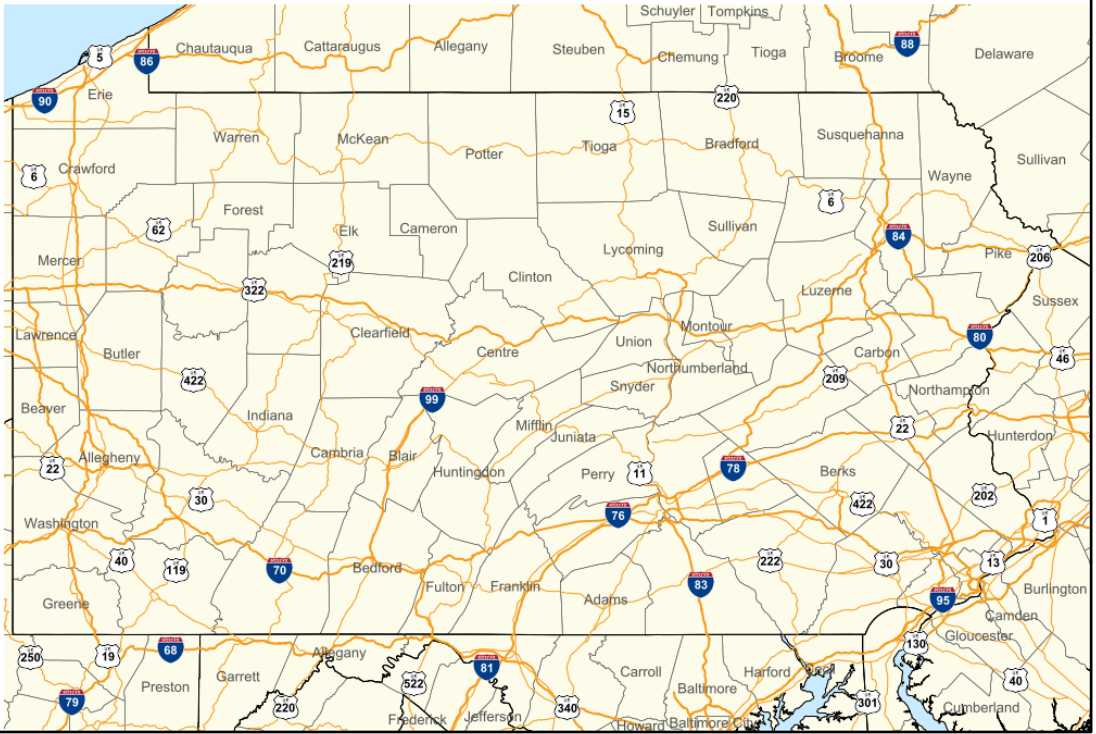 Schuyler Tompkins
5
Chautauqua
Cattaraugus
Allegany
Steuben
Chemung
Tioga
88
Delaware
86
Broome
90
Erie
220
15
Warren
McKean
Potter
Tioga
Bradford
Susquehanna
Sullivan
6
Crawford
Wayne
6
Forest
62
Elk
Cameron
Sullivan
84
Mercer
219
Lycoming
Pike
206
322
Clinton
Luzerne
Sussex
Lawrence
Clearfield
Montour
80
Butler
Centre
Union
Carbon
46
422
Northumberland
209
Snyder
Northampton
99
Beaver
Indiana
Mifflin
22
Juniata
Hunterdon
Allegheny
Cambria
Blair
22
Huntingdon
Perry
11
78
Berks
30
202
422
Washington
76
1
40
119
70
Bedford
222
30
13
Fulton
Franklin
83
Burlington
Greene
Adams
95
Camden
Gloucester
130
250
19
68
Allegany
81
Carroll
Harford
Cecil
Garrett
40
Preston
522
Baltimore
79
220
340
301
Cumberland
Frederick
Jefferson
Howard
Baltimore City